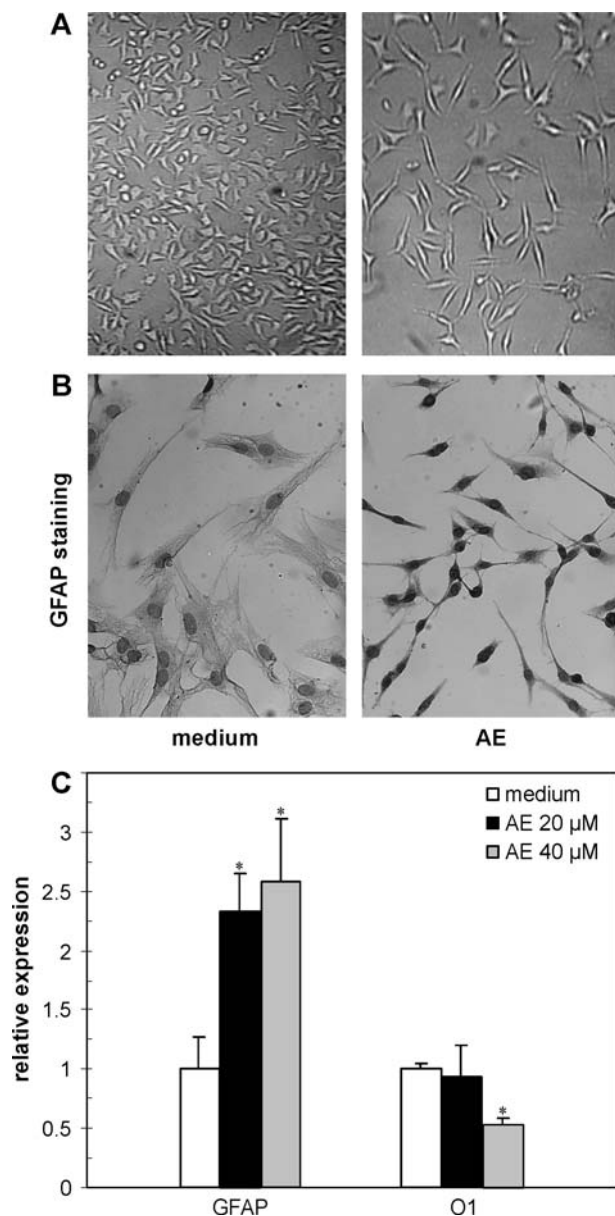 A
B
GFAP staining
medium AE
C
medium
AE 20 µM
AE 40 µM
relative expression
3
2.5
2
1.5
1
0.5
0
* * *
GFAP O1